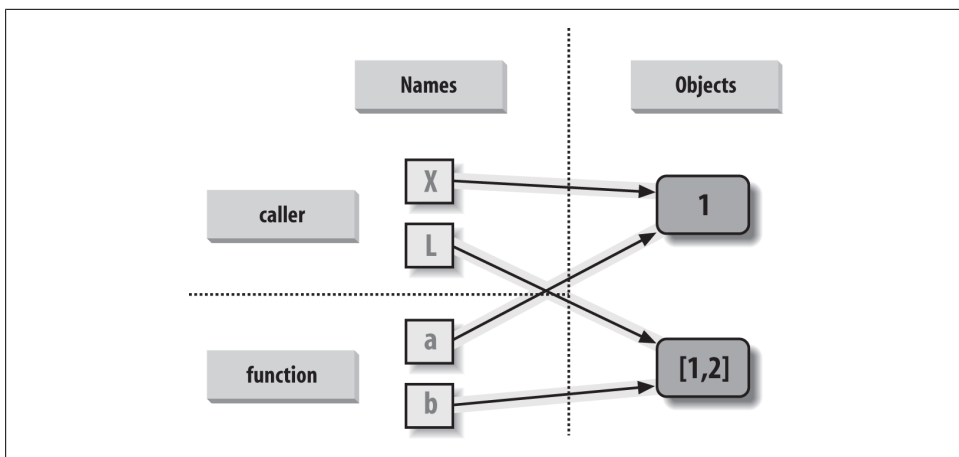 Names
Objects
X
1
caller
L
a
[1,2]
function
b